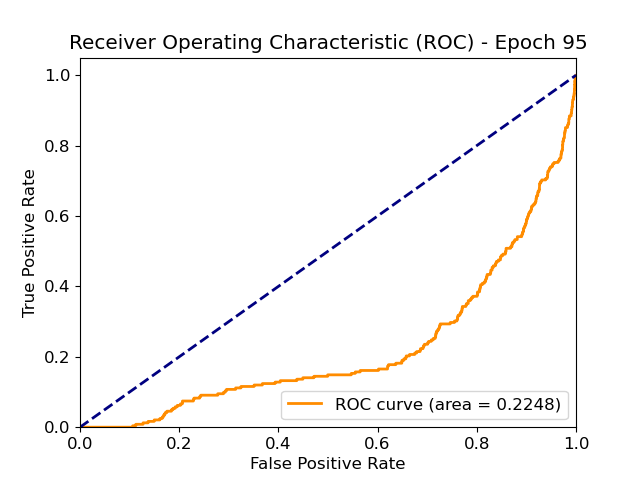 Receiver Operating Characteristic (ROC) - Epoch 95
True Positive Rate
1.0
0.8
0.6
0.4
0.2
0.0
ROC curve (area = 0.2248)
0.0 0.2 0.4 0.6 0.8 1.0
False Positive Rate